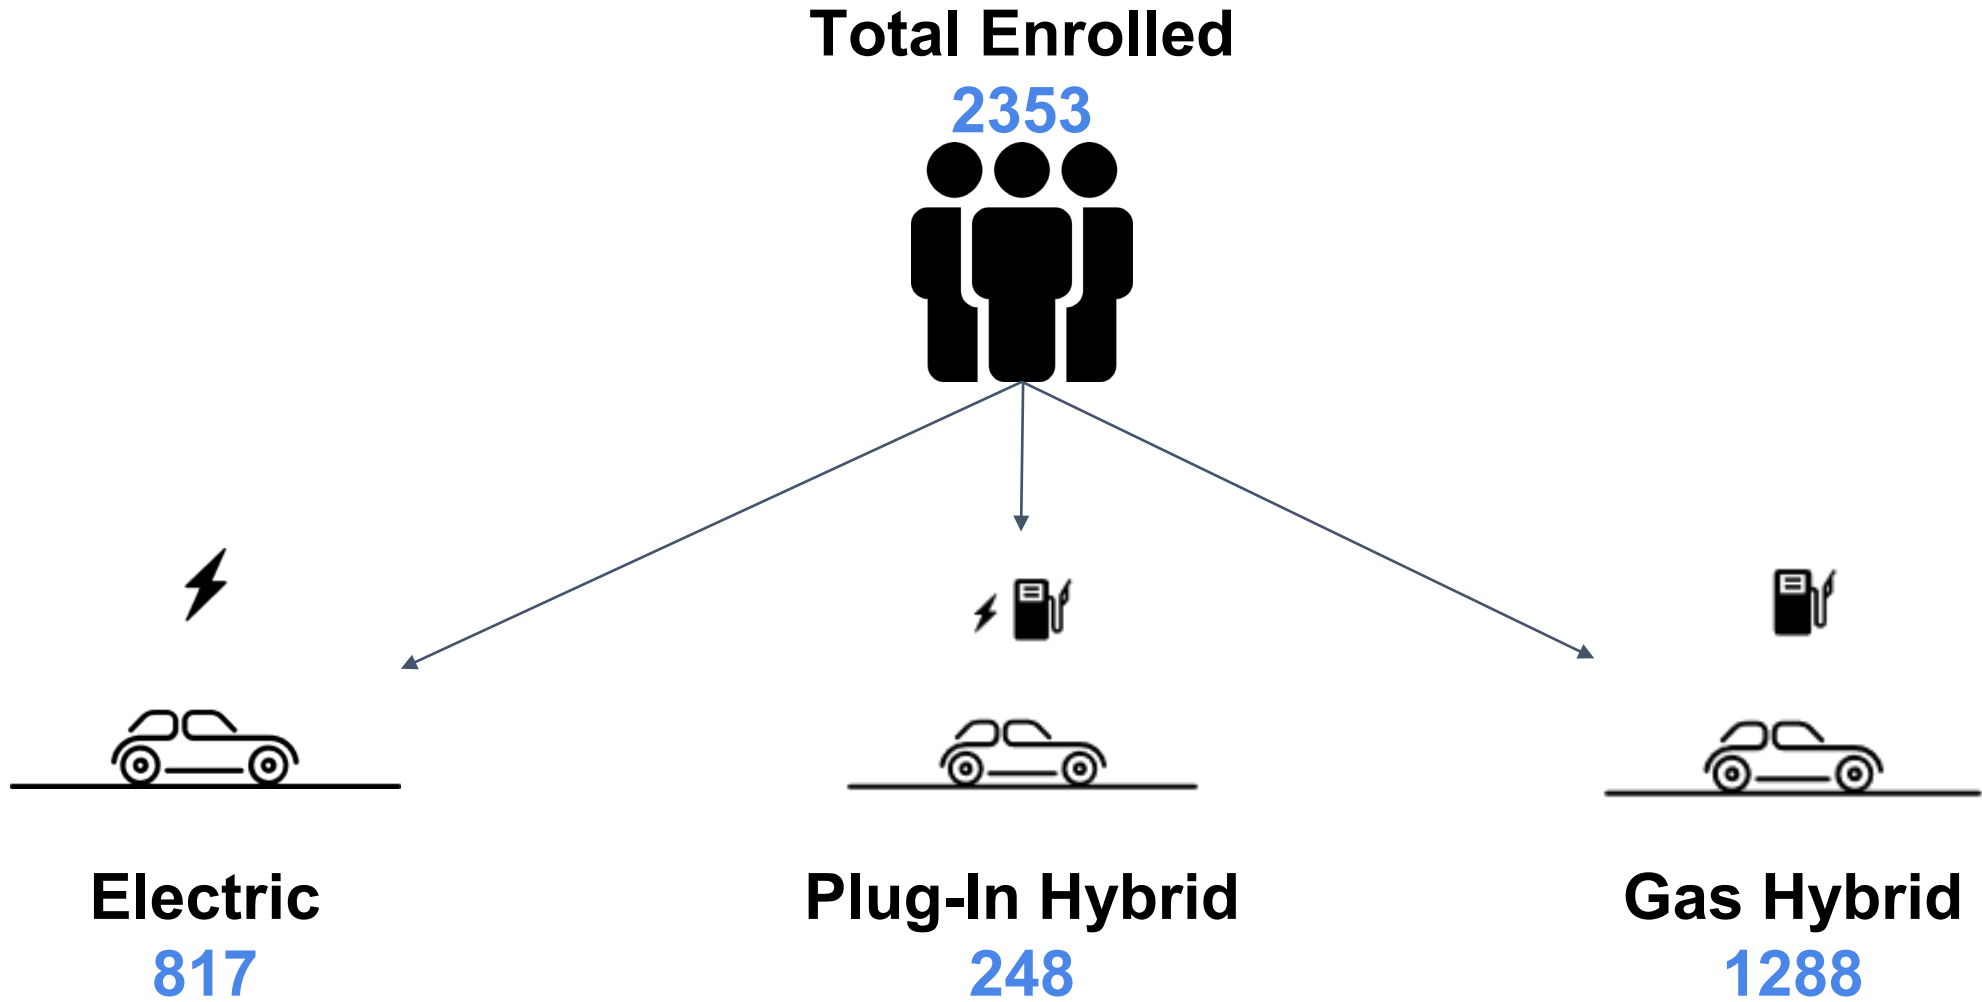 Total Enrolled
2353
Electric
817
Plug-In Hybrid
248
Gas Hybrid
1288